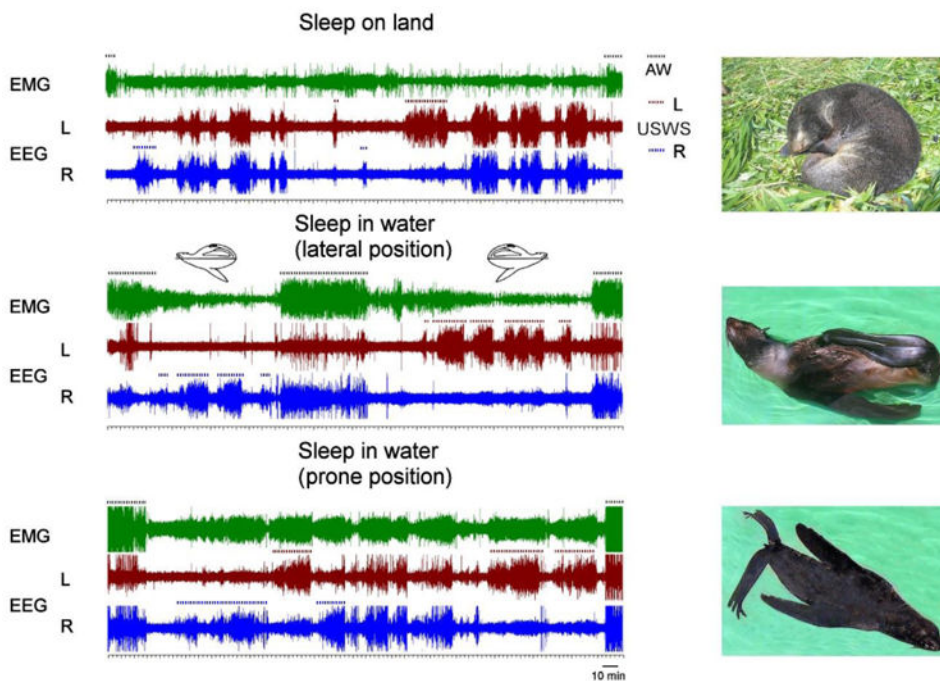 Sleep on land
EMG
L
EEG
R
AW
L
USWS
R
Sleep in water
(lateral position)
EMG
L
EEG
R
Sleep in water
(prone position)
EMG
L
EEG
R
10 min